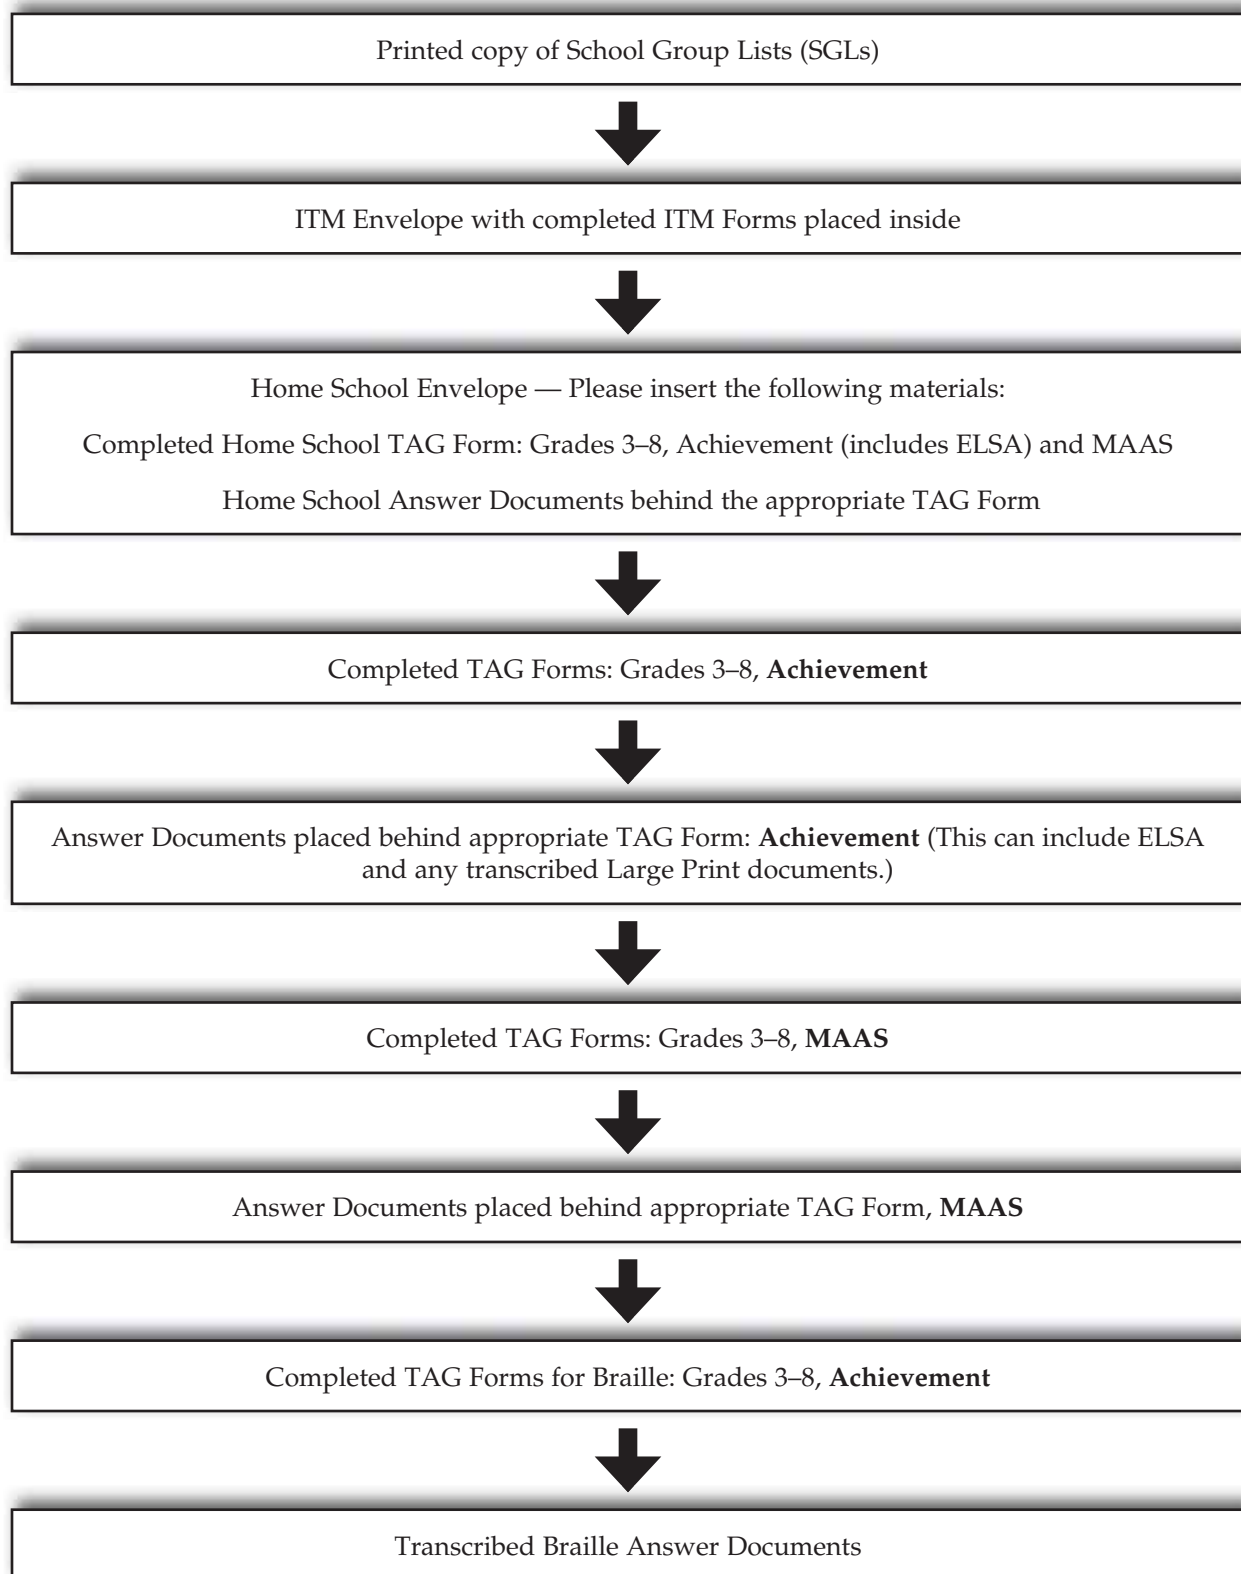 Printed copy of School Group Lists (SGLs)
ITM Envelope with completed ITM Forms placed inside
Home School Envelope — Please insert the following materials:
Completed Home School TAG Form: Grades 3–8, Achievement (includes ELSA) and MAAS
Home School Answer Documents behind the appropriate TAG Form
Completed TAG Forms: Grades 3–8, Achievement
Answer Documents placed behind appropriate TAG Form: Achievement (This can include ELSA
and any transcribed Large Print documents.)
Completed TAG Forms: Grades 3–8, MAAS
Answer Documents placed behind appropriate TAG Form, MAAS
Completed TAG Forms for Braille: Grades 3–8, Achievement
Transcribed Braille Answer Documents